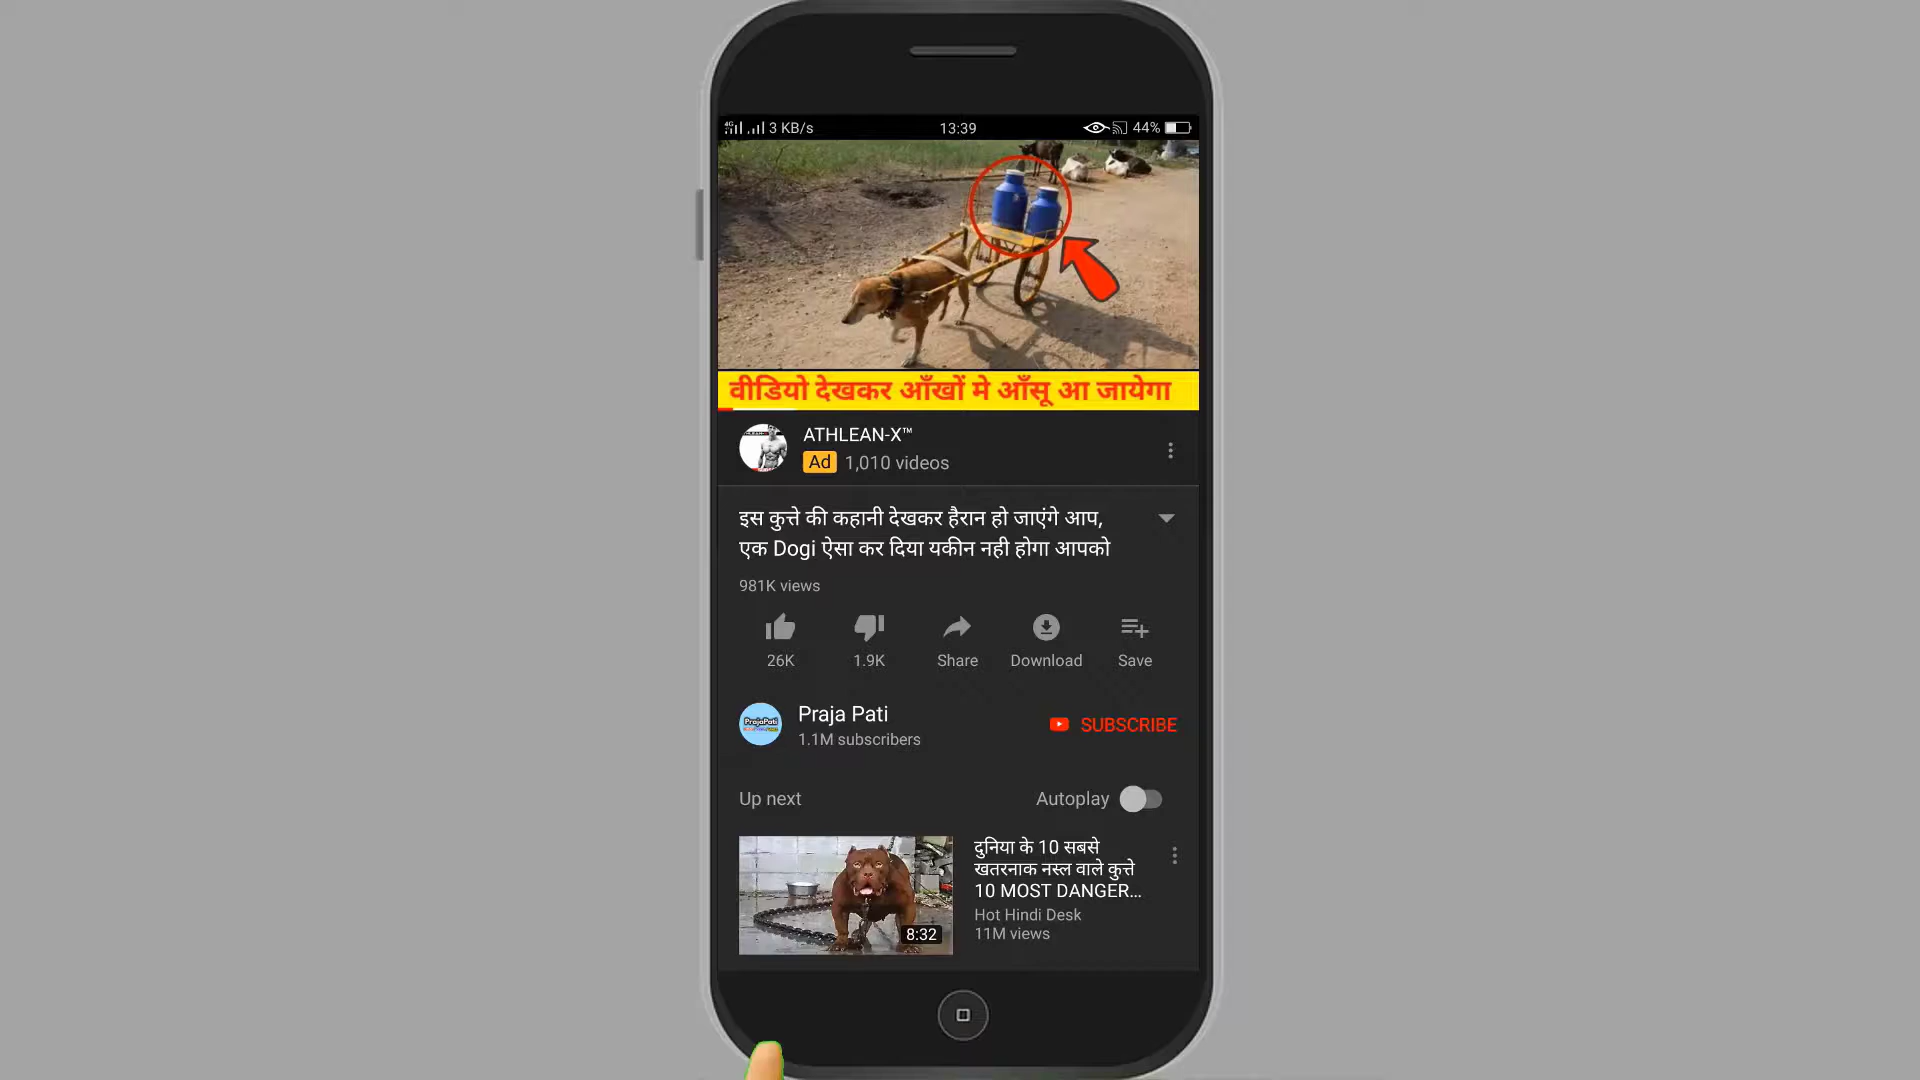 4G 3 KB/s 13:39 44%
वीडियो देखकर आँखों मे आँसू आ जायेगा
ATHLEAN-X™
Ad 1,010 videos
इस कुत्ते की कहानी देखकर हैरान हो जाएंगे आप,
एक Dogi ऐसा कर दिया यकीन नही होगा आपको
981K views
26K 1.9K Share Download Save
PrajaPati
Praja Pati
1.1M subscribers
SUBSCRIBE
Up next Autoplay
8:32
दुनिया के 10 सबसे
खतरनाक नस्ल वाले कुत्ते
10 MOST DANGER...
Hot Hindi Desk
11M views